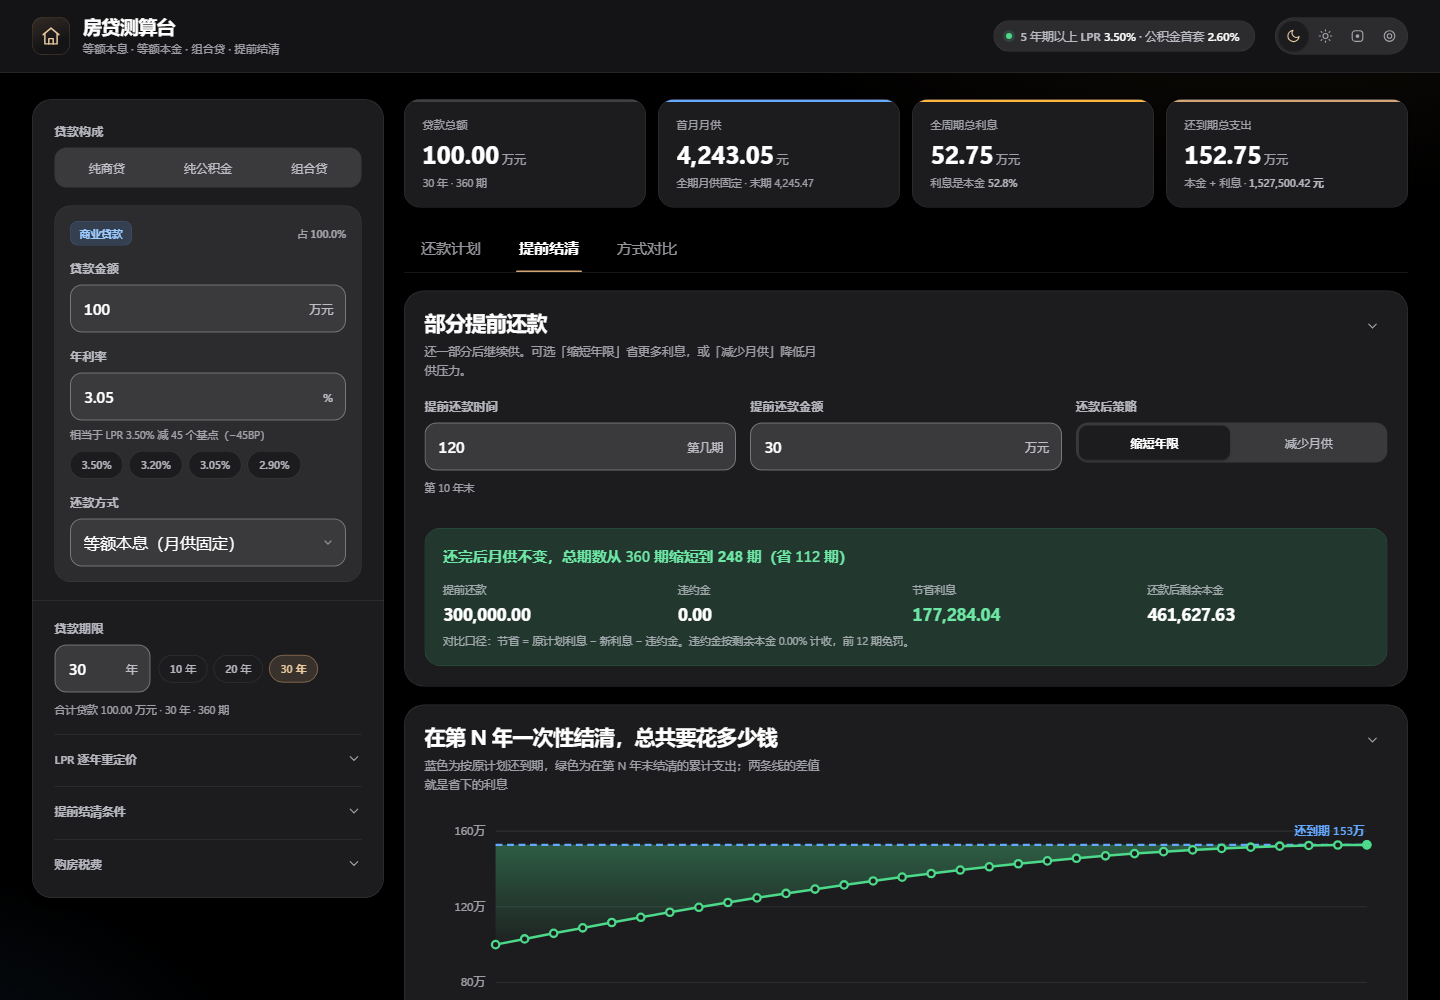 房贷测算台
等额本息 · 等额本金 · 组合贷 · 提前结清
5 年期以上 LPR 3.50% · 公积金首套 2.60%
贷款构成
纯商贷 纯公积金 组合贷
商业贷款 占 100.0%
贷款金额
100 万元
年利率
3.05 %
相当于 LPR 3.50% 减 45 个基点（−45BP）
3.50% 3.20% 3.05% 2.90%
还款方式
等额本息（月供固定）
贷款期限
30 年 10 年 20 年 30 年
合计贷款 100.00 万元 · 30 年 · 360 期
LPR 逐年重定价
提前结清条件
购房税费
贷款总额
100.00 万元
30 年 · 360 期
首月月供
4,243.05 元
全期月供固定 · 末期 4,245.47
全周期总利息
52.75 万元
利息是本金 52.8%
还到期总支出
152.75 万元
本金 + 利息 · 1,527,500.42 元
还款计划 提前结清 方式对比
部分提前还款
还一部分后继续供。可选「缩短年限」省更多利息，或「减少月供」降低月
供压力。
提前还款时间 提前还款金额 还款后策略
120 第几期 30 万元 缩短年限 减少月供
第 10 年末
还完后月供不变，总期数从 360 期缩短到 248 期（省 112 期）
提前还款 违约金 节省利息 还款后剩余本金
300,000.00 0.00 177,284.04 461,627.63
对比口径：节省 = 原计划利息 − 新利息 − 违约金。违约金按剩余本金 0.00% 计收，前 12 期免罚。
在第 N 年一次性结清，总共要花多少钱
蓝色为按原计划还到期，绿色为在第 N 年末结清的累计支出；两条线的差值
就是省下的利息
160万
还到期 153万
120万
80万